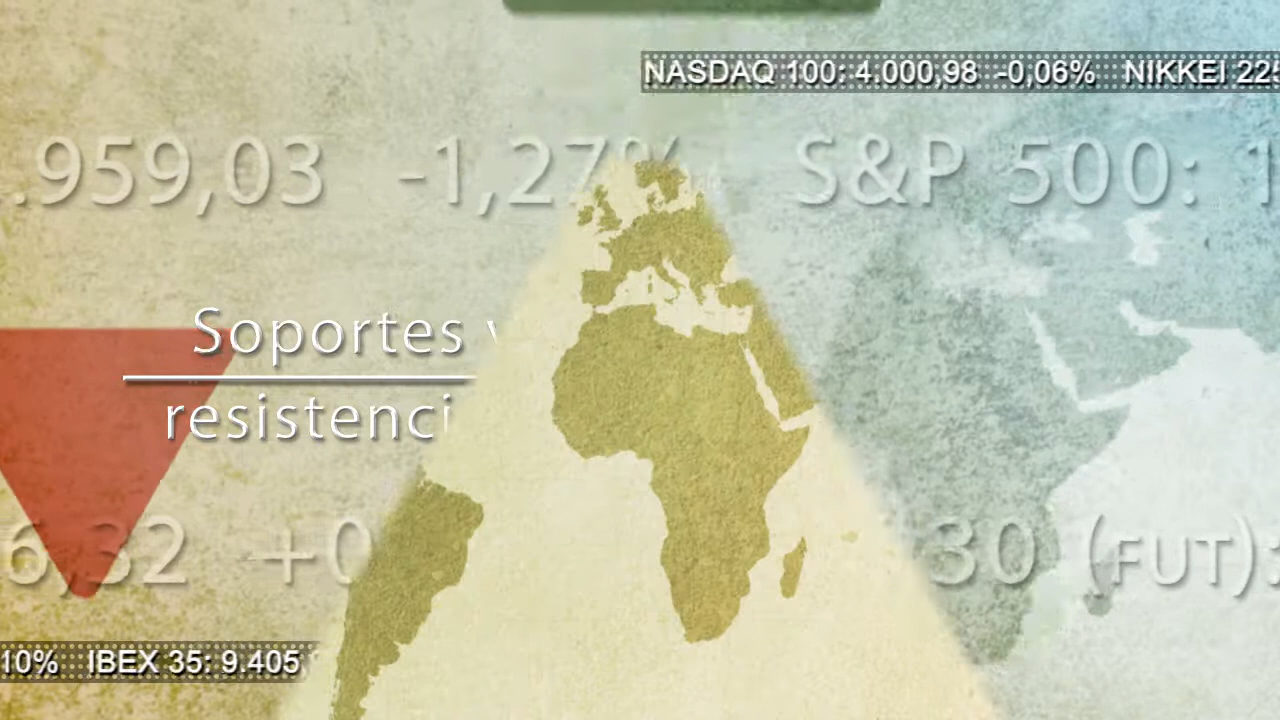 NASDAQ 100: 4.000,98 -0,06% NIKKEI 225
.959,03 -1,27% S&P 500: 1
Soportes y
resistenci
6,32 +0 30 (FUT):
10% IBEX 35: 9.405